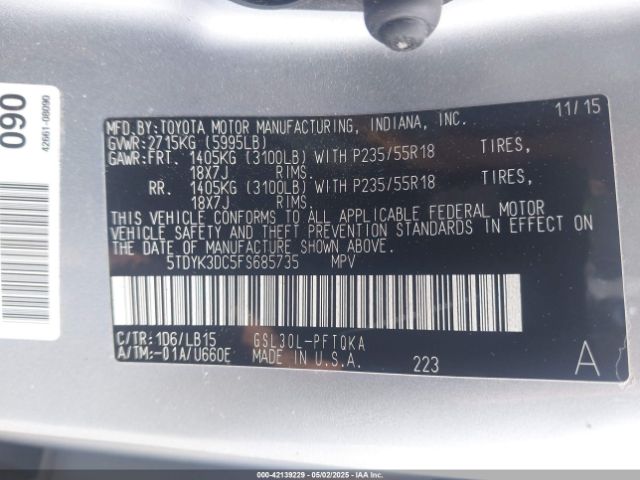 MFD.BY:TOYOTA MOTOR MANUFACTURING, INDIANA, INC. 11/15
GVWR:2715KG (5995LB)
GAWR:FRT. 1405KG (3100LB) WITH P235/55R18 TIRES,
18X7J RIMS.
RR. 1405KG (3100LB) WITH P235/55R18 TIRES,
18X7J RIMS.
THIS VEHICLE CONFORMS TO ALL APPLICABLE FEDERAL MOTOR
VEHICLE SAFETY AND THEFT PREVENTION STANDARDS IN EFFECT ON
THE DATE OF MANUFACTURE SHOWN ABOVE.
5TDYK3DC5FS685735 MPV
C/TR:1D6/LB15 GSL30L-PFTQKA
A/TM:-01A/U660E MADE IN U.S.A. 223 A
090
42661-08090
000-42139229 - 05/02/2025 - IAAI.COM